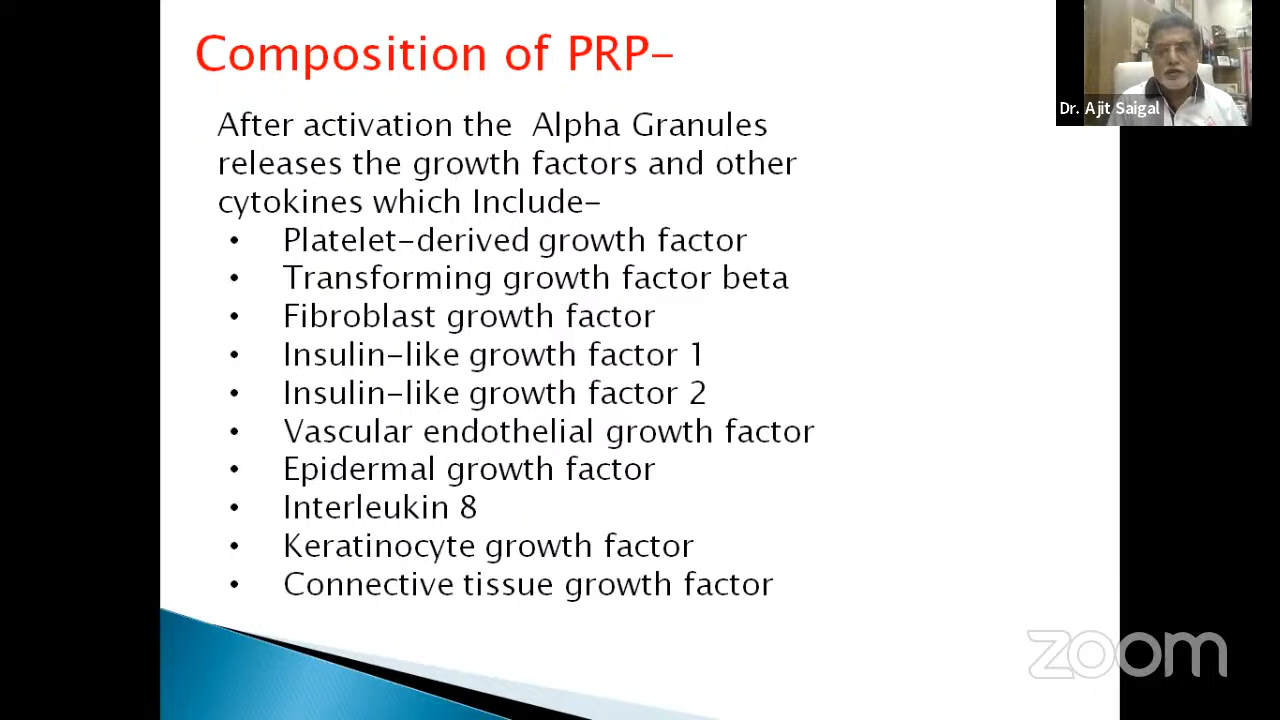 Composition of PRP-
Dr. Ajit Saigal
After activation the Alpha Granules
releases the growth factors and other
cytokines which Include-
• Platelet-derived growth factor
• Transforming growth factor beta
• Fibroblast growth factor
• Insulin-like growth factor 1
• Insulin-like growth factor 2
• Vascular endothelial growth factor
• Epidermal growth factor
• Interleukin 8
• Keratinocyte growth factor
• Connective tissue growth factor
zoom